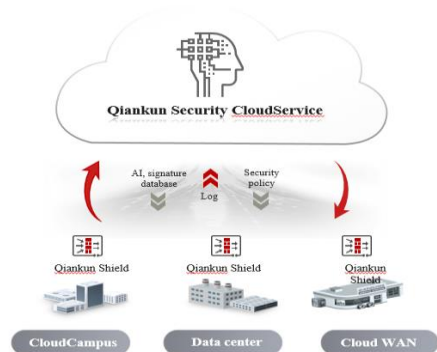 Qiankun Security CloudService
AI, signature
database
Log
Security
policy
Qiankun Shield
Qiankun Shield
Qiankun
Shield
CloudCampus
Data center
Cloud WAN